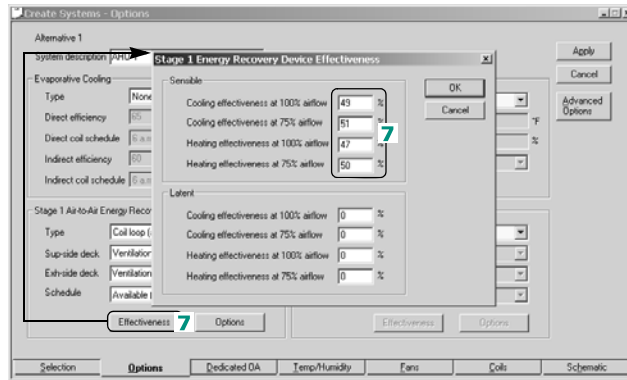 Create Systems - Options
Alternative 1
System description AHU-1
Stage 1 Energy Recovery Device Effectiveness
Apply
Cancel
Advanced Options
Evaporative Cooling
Type None
Direct efficiency 65
Direct coil schedule
Indirect efficiency 60
Indirect coil schedule
°F
%
Sensible
Cooling effectiveness at 100% airflow 49 %
Cooling effectiveness at 75% airflow 51 %
Heating effectiveness at 100% airflow 47 %
Heating effectiveness at 75% airflow 50 %
7
OK
Cancel
Latent
Cooling effectiveness at 100% airflow 0 %
Cooling effectiveness at 75% airflow 0 %
Heating effectiveness at 100% airflow 0 %
Heating effectiveness at 75% airflow 0 %
Stage 1 Air-to-Air Energy Recov
Type Coil loop
Sup-side deck Ventilation
Exh-side deck Ventilation
Schedule Available
Effectiveness 7 Options
Effectiveness Options
Selection Options Dedicated OA Temp/Humidity Fans Coils Schematic